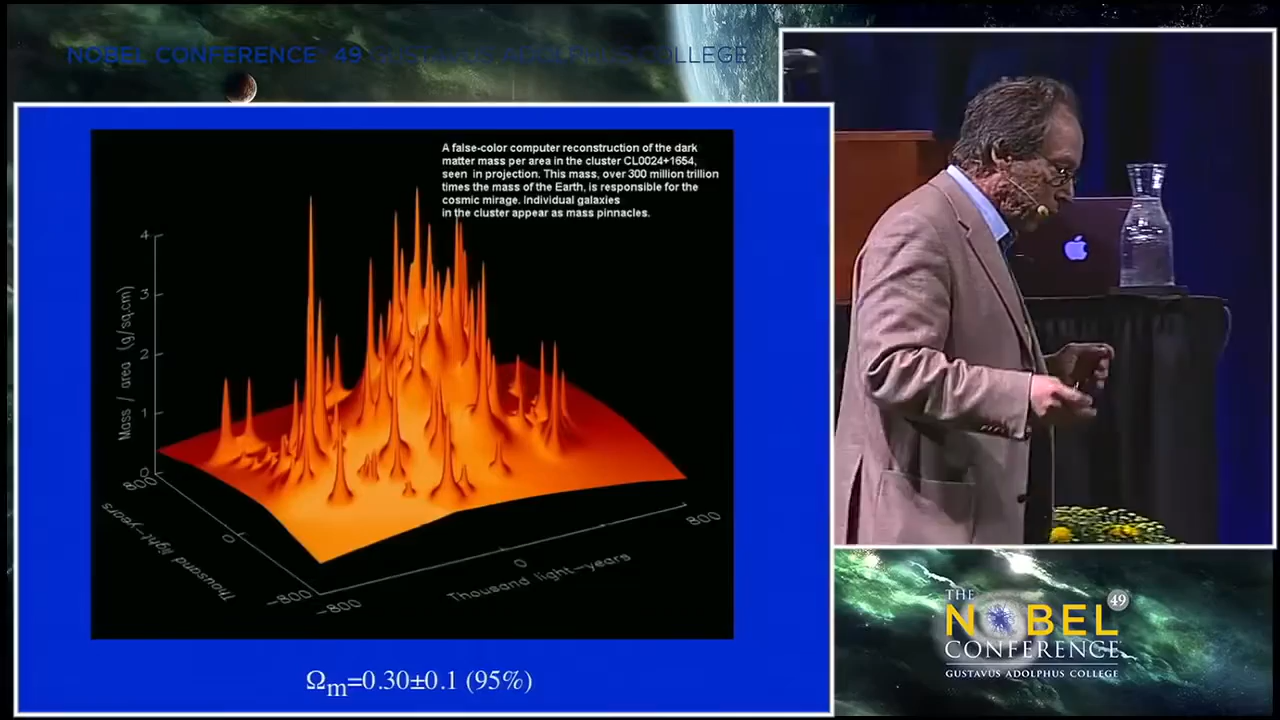 NOBEL CONFERENCE 49 GUSTAVUS ADOLPHUS COLLEGE
A false-color computer reconstruction of the dark
matter mass per area in the cluster CL0024+1654,
seen in projection. This mass, over 300 million trillion
times the mass of the Earth, is responsible for the
cosmic mirage. Individual galaxies
in the cluster appear as mass pinnacles.
4
3
2
1
0
Mass / area (g/sq.cm)
800
0
-800
Thousand light-years
-800
0
800
Thousand light-years
Ωm=0.30±0.1 (95%)
THE
49
NOBEL
CONFERENCE
GUSTAVUS ADOLPHUS COLLEGE